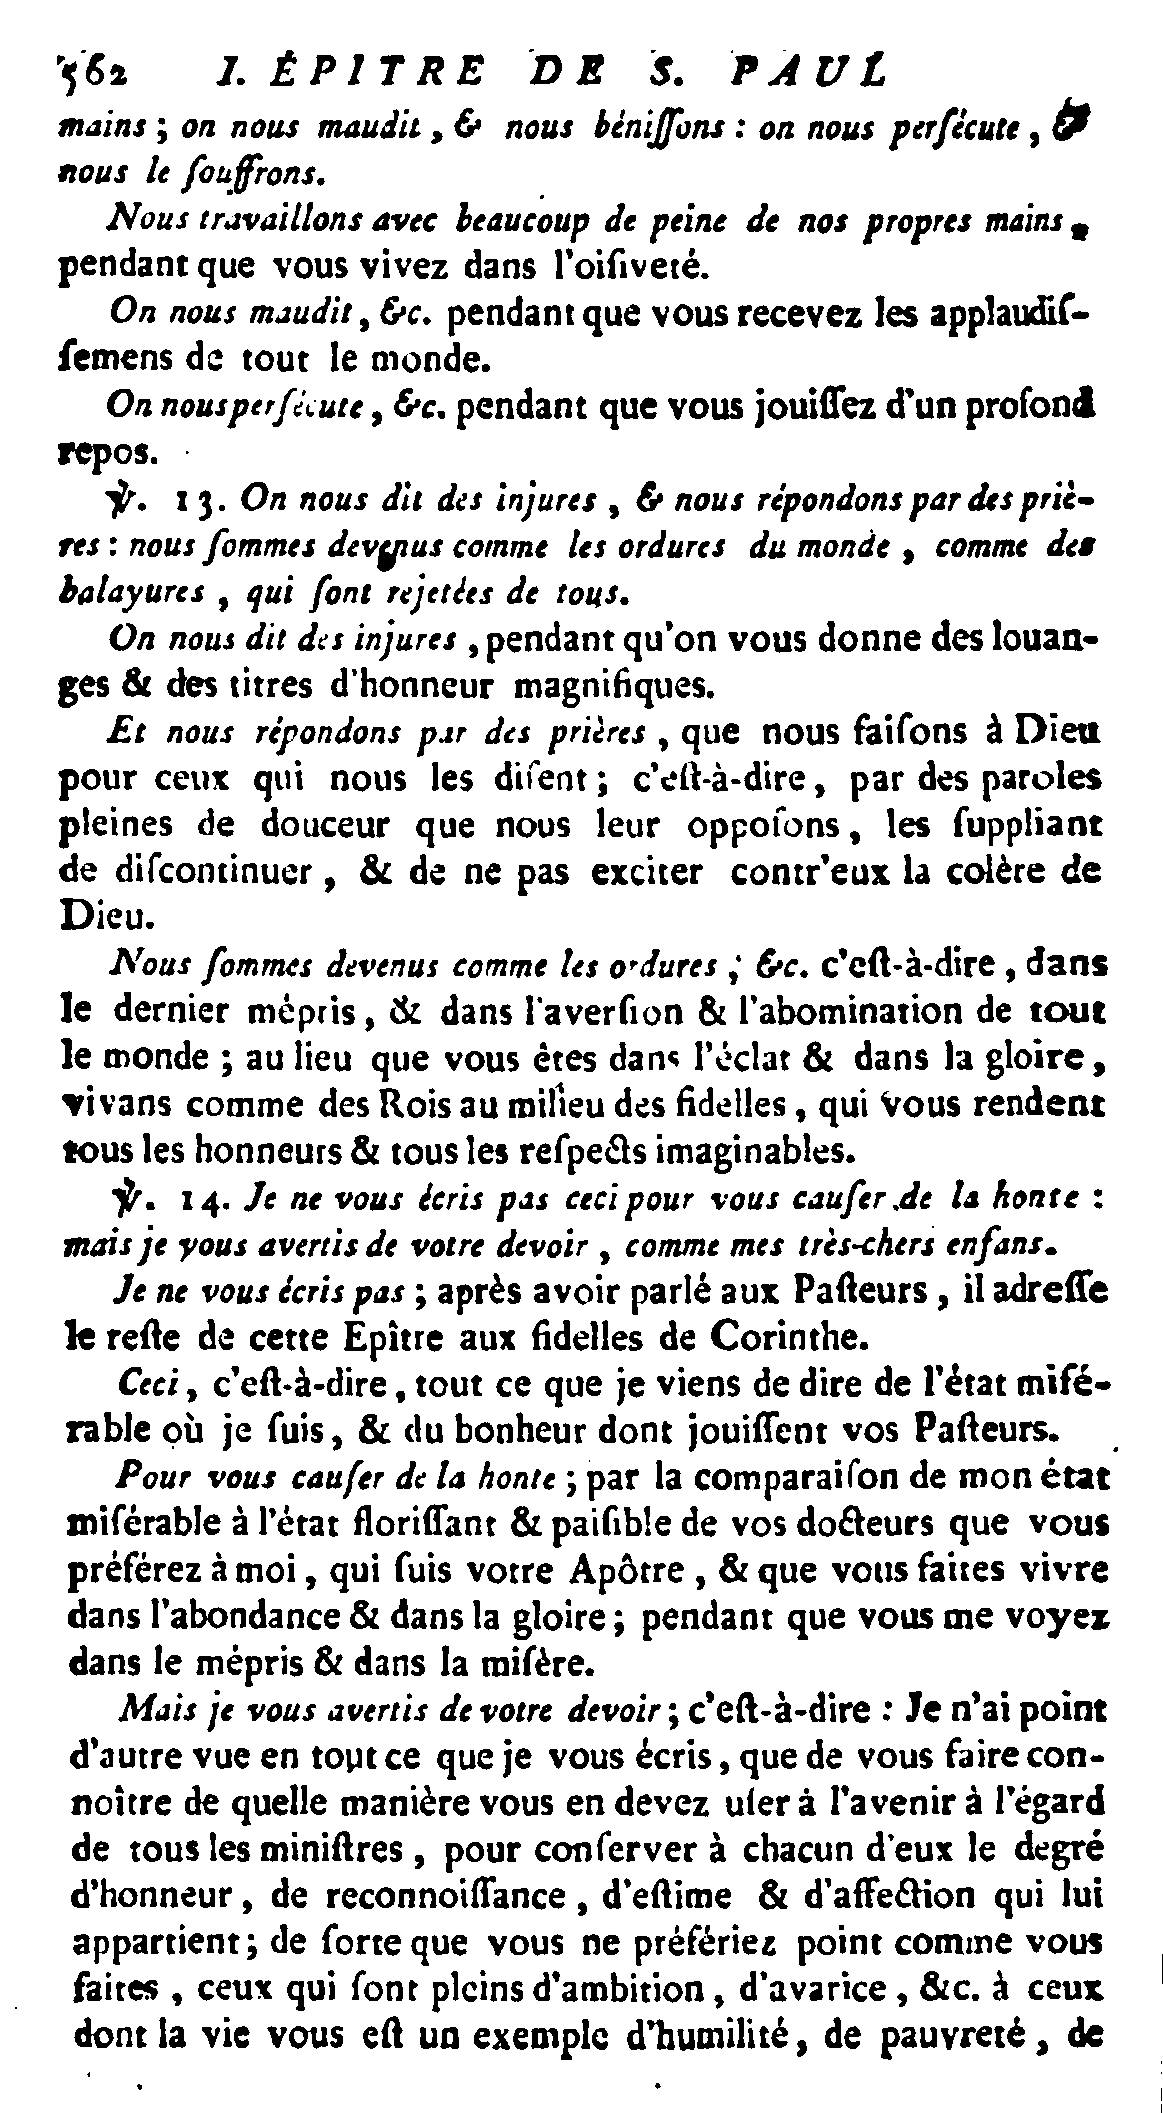 562 I. ÉPITRE DE S. PAUL
mains ; on nous maudit, & nous béniſſons : on nous perſécute, &
nous le ſouffrons.
Nous travaillons avec beaucoup de peine de nos propres mains,
pendant que vous vivez dans l'oiſiveté.
On nous maudit, &c. pendant que vous recevez les applaudiſ-
ſemens de tout le monde.
On nous perſécute, &c. pendant que vous jouiſſez d'un profond
repos.
℣. 13. On nous dit des injures, & nous répondons par des priè-
res : nous ſommes devenus comme les ordures du monde, comme des
balayures, qui ſont rejetées de tous.
On nous dit des injures, pendant qu'on vous donne des louan-
ges & des titres d'honneur magnifiques.
Et nous répondons par des prières, que nous faiſons à Dieu
pour ceux qui nous les diſent ; c'eſt-à-dire, par des paroles
pleines de douceur que nous leur oppoſons, les ſuppliant
de diſcontinuer, & de ne pas exciter contr'eux la colère de
Dieu.
Nous ſommes devenus comme les ordures ; &c. c'eſt-à-dire, dans
le dernier mépris, & dans l'averſion & l'abomination de tout
le monde ; au lieu que vous êtes dans l'éclat & dans la gloire,
vivans comme des Rois au milieu des fidelles, qui vous rendent
tous les honneurs & tous les reſpects imaginables.
℣. 14. Je ne vous écris pas ceci pour vous cauſer de la honte :
mais je vous avertis de votre devoir, comme mes très-chers enfans.
Je ne vous écris pas ; après avoir parlé aux Paſteurs, il adreſſe
le reſte de cette Epître aux fidelles de Corinthe.
Ceci, c'eſt-à-dire, tout ce que je viens de dire de l'état miſé-
rable où je ſuis, & du bonheur dont jouiſſent vos Paſteurs.
Pour vous cauſer de la honte ; par la comparaiſon de mon état
miſérable à l'état floriſſant & paiſible de vos docteurs que vous
préférez à moi, qui ſuis votre Apôtre, & que vous faites vivre
dans l'abondance & dans la gloire ; pendant que vous me voyez
dans le mépris & dans la miſère.
Mais je vous avertis de votre devoir ; c'eſt-à-dire : Je n'ai point
d'autre vue en tout ce que je vous écris, que de vous faire con-
noître de quelle manière vous en devez uſer à l'avenir à l'égard
de tous les miniſtres, pour conſerver à chacun d'eux le degré
d'honneur, de reconnoiſſance, d'eſtime & d'affection qui lui
appartient ; de ſorte que vous ne préfériez point comme vous
faites, ceux qui ſont pleins d'ambition, d'avarice, &c. à ceux
dont la vie vous eſt un exemple d'humilité, de pauvreté, de